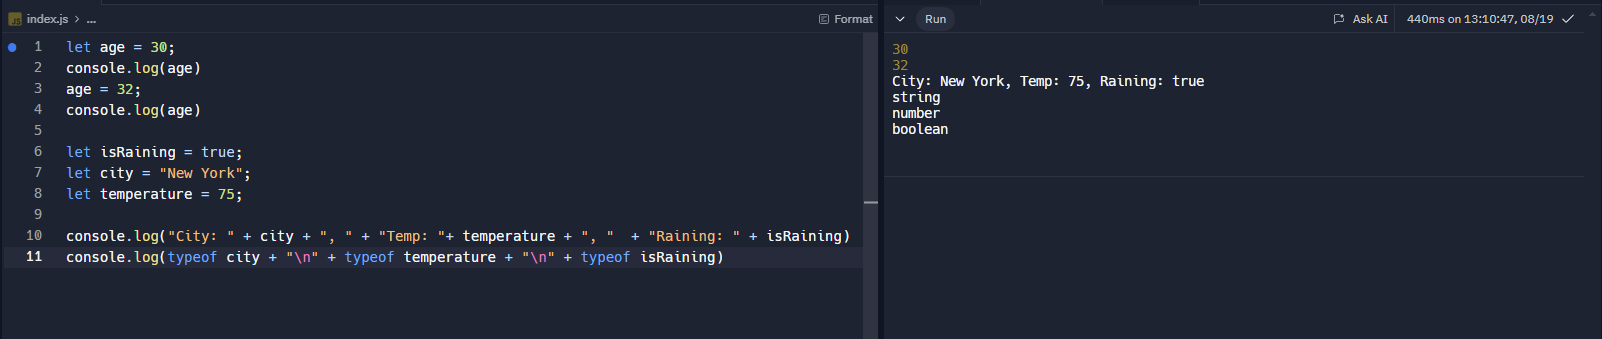 JS index.js > ...
Format
1 let age = 30;
2 console.log(age)
3 age = 32;
4 console.log(age)
5
6 let isRaining = true;
7 let city = "New York";
8 let temperature = 75;
9
10 console.log("City: " + city + ", " + "Temp: "+ temperature + ", "  + "Raining: " + isRaining)
11 console.log(typeof city + "\n" + typeof temperature + "\n" + typeof isRaining)
Run
Ask AI
440ms on 13:10:47, 08/19
30
32
City: New York, Temp: 75, Raining: true
string
number
boolean